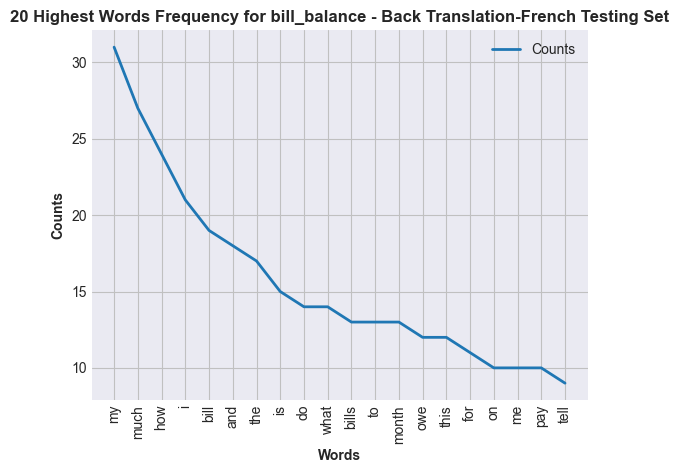 20 Highest Words Frequency for bill_balance - Back Translation-French Testing Set
Counts
Counts
30
25
20
15
10
my
much
how
i
bill
and
the
is
do
what
bills
to
month
owe
this
for
on
me
pay
tell
Words